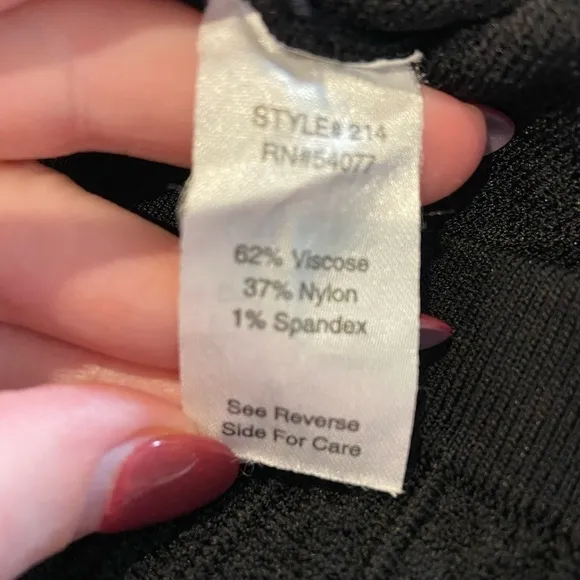 STYLE# 214
RN#54077
62% Viscose
37% Nylon
1% Spandex
See Reverse
Side For Care